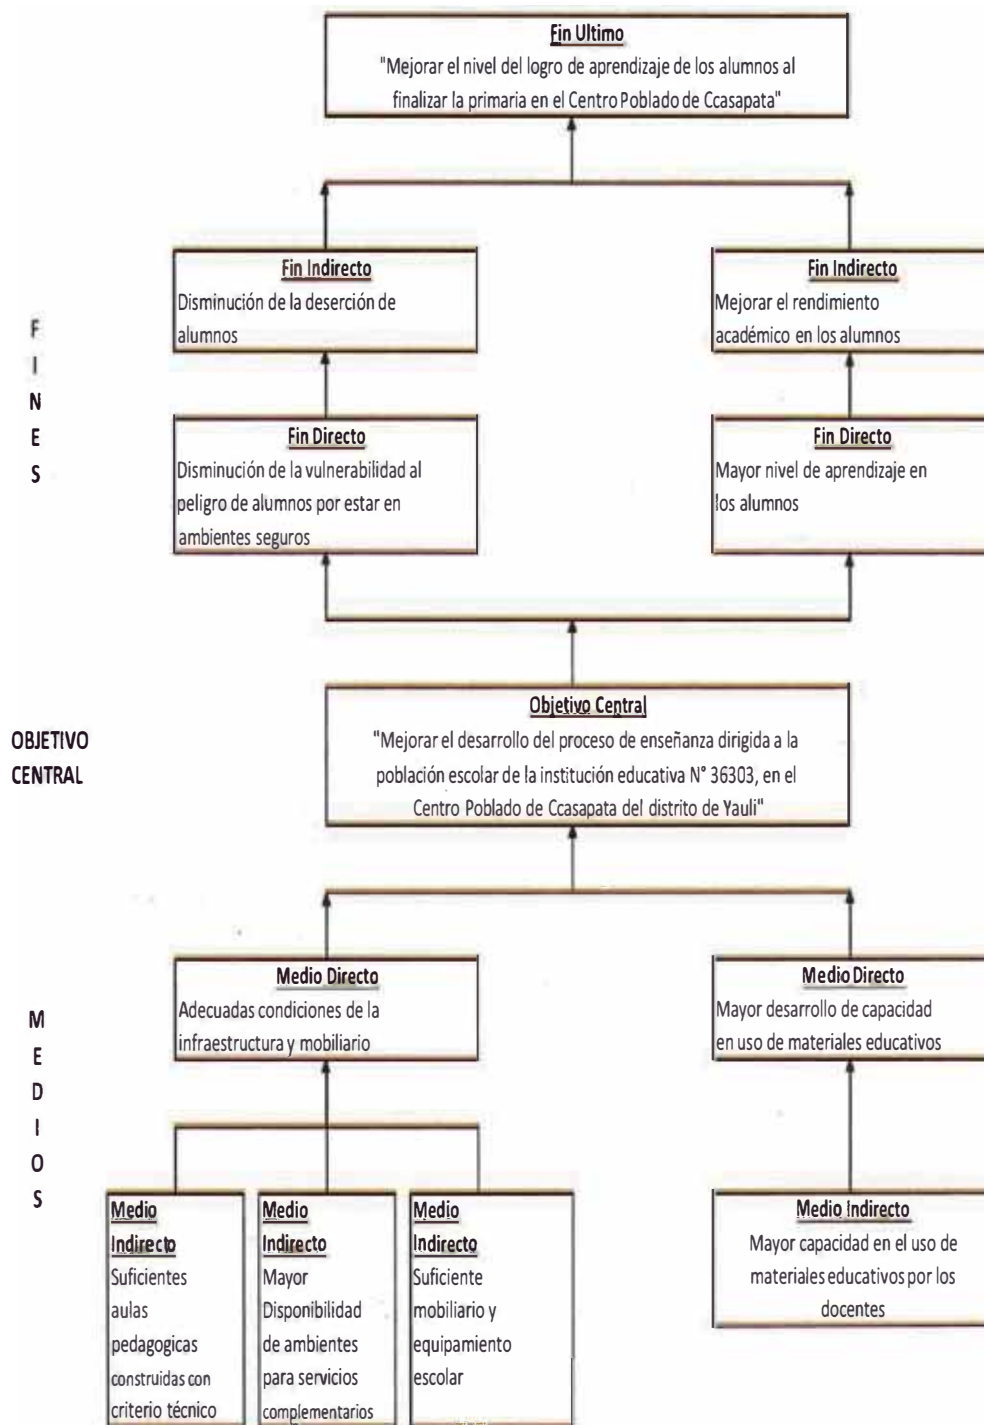 Fin Ultimo
"Mejorar el nivel del logro de aprendizaje de los alumnos al
finalizar la primaria en el Centro Poblado de Ccasapata"
F
I
N
E
S
Fin Indirecto
Disminución de la deserción de
alumnos
Fin Indirecto
Mejorar el rendimiento
académico en los alumnos
Fin Directo
Disminución de la vulnerabilidad al
peligro de alumnos por estar en
ambientes seguros
Fin Directo
Mayor nivel de aprendizaje en
los alumnos
OBJETIVO
CENTRAL
Objetivo Central
"Mejorar el desarrollo del proceso de enseñanza dirigida a la
población escolar de la institución educativa N° 36303, en el
Centro Poblado de Ccasapata del distrito de Yauli"
M
E
D
I
O
S
Medio Directo
Adecuadas condiciones de la
infraestructura y mobiliario
Medio Directo
Mayor desarrollo de capacidad
en uso de materiales educativos
Medio
Indirecto
Suficientes
aulas
pedagogicas
construidas con
criterio técnico
Medio
Indirecto
Mayor
Disponibilidad
de ambientes
para servicios
complementarios
Medio
Indirecto
Suficiente
mobiliario y
equipamiento
escolar
Medio Indirecto
Mayor capacidad en el uso de
materiales educativos por los
docentes